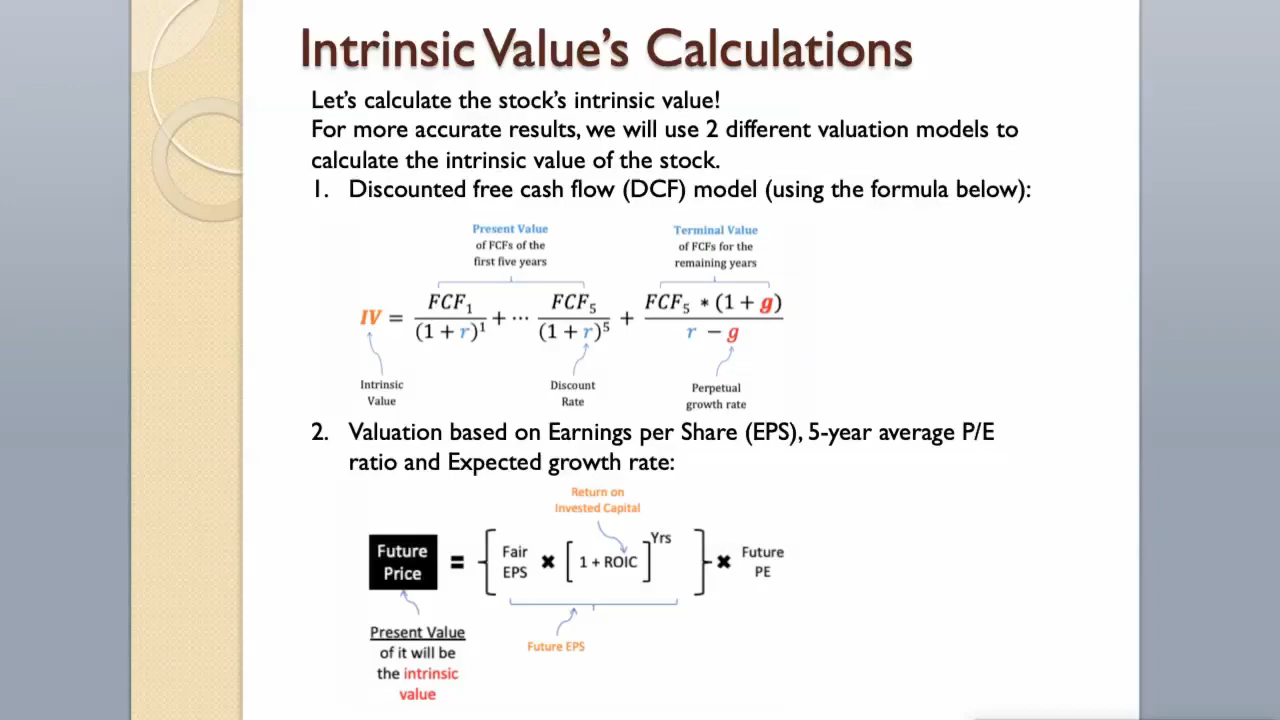 Intrinsic Value's Calculations
Let's calculate the stock's intrinsic value!
For more accurate results, we will use 2 different valuation models to
calculate the intrinsic value of the stock.
1. Discounted free cash flow (DCF) model (using the formula below):
Present Value
of FCFs of the
first five years
Terminal Value
of FCFs for the
remaining years
IV = FCF₁ / (1 + r)¹ + ⋯ FCF₅ / (1 + r)⁵ + FCF₅ * (1 + g) / r − g
Intrinsic
Value
Discount
Rate
Perpetual
growth rate
2. Valuation based on Earnings per Share (EPS), 5-year average P/E
ratio and Expected growth rate:
Return on
Invested Capital
Future
Price
=
{
Fair
EPS
×
[ 1 + ROIC ]
Yrs
}
×
Future
PE
Future EPS
Present Value
of it will be
the intrinsic
value